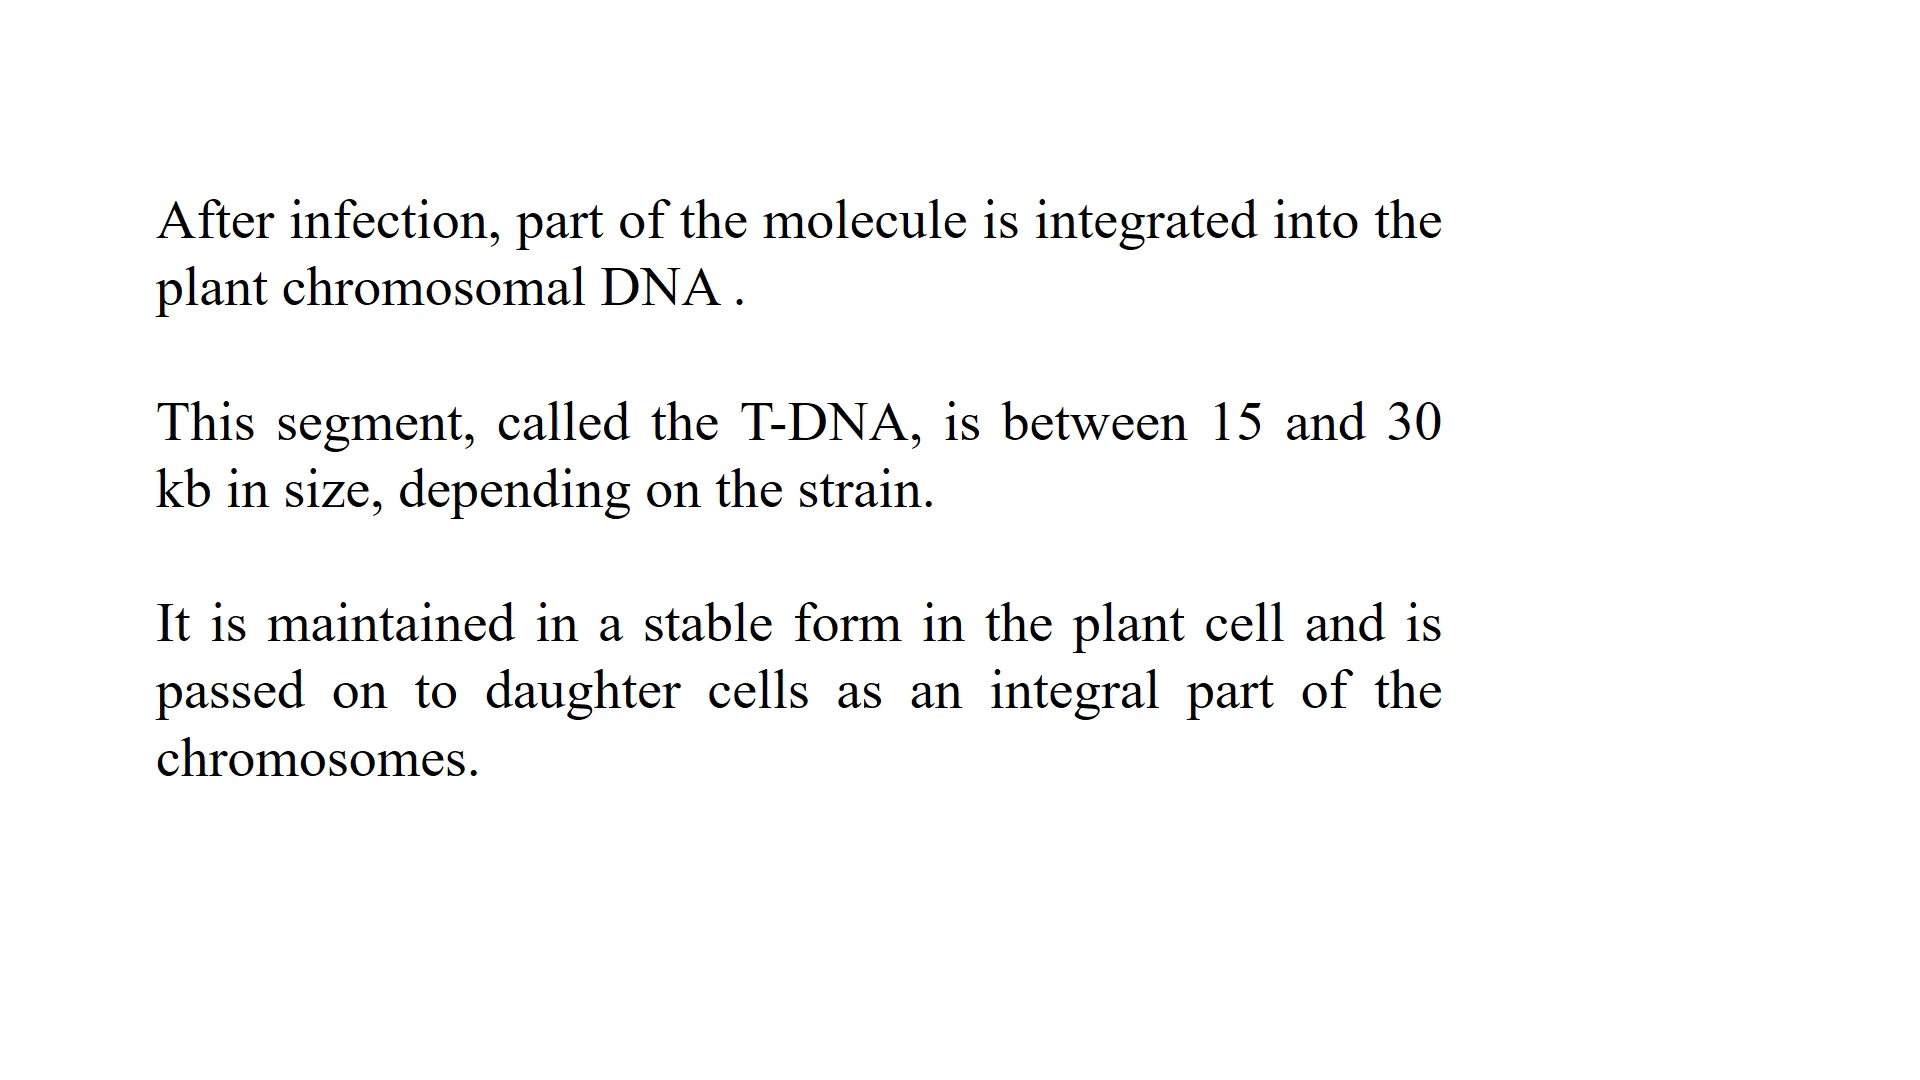 After infection, part of the molecule is integrated into the
plant chromosomal DNA .
This segment, called the T-DNA, is between 15 and 30
kb in size, depending on the strain.
It is maintained in a stable form in the plant cell and is
passed on to daughter cells as an integral part of the
chromosomes.